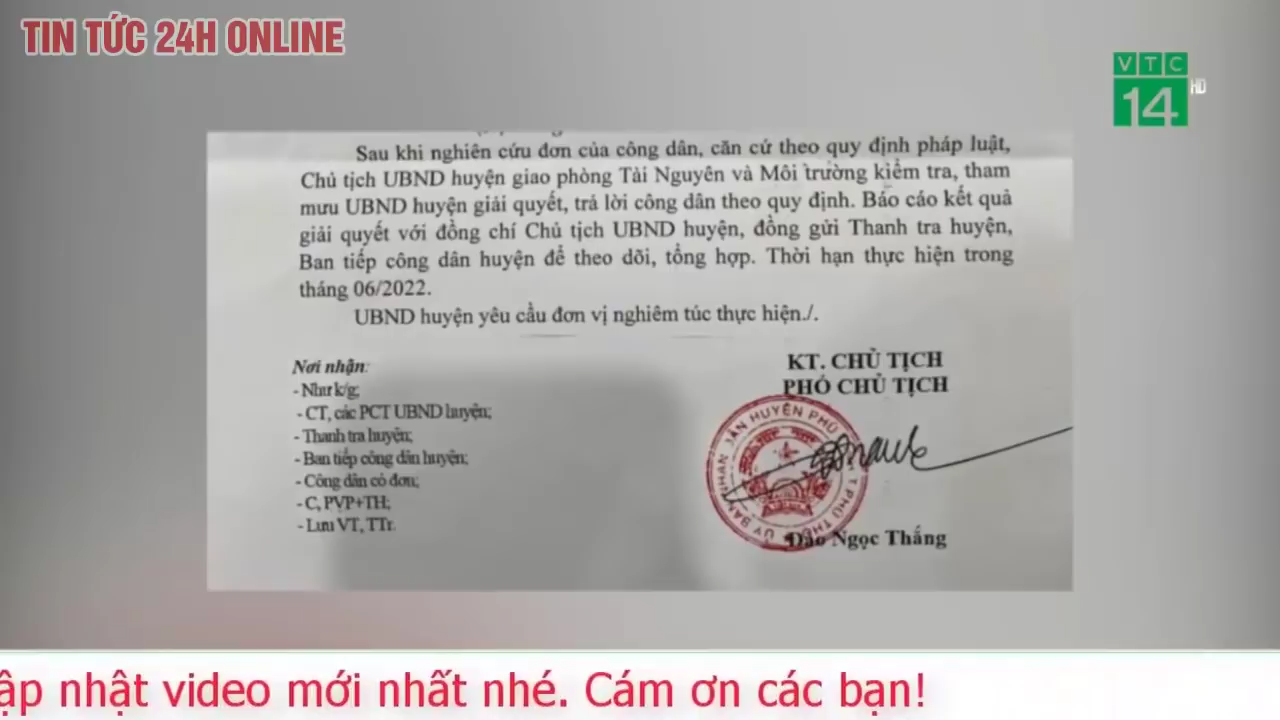 TIN TỨC 24H ONLINE
VTC
14
HD
Sau khi nghiên cứu đơn của công dân, căn cứ theo quy định pháp luật,
Chủ tịch UBND huyện giao phòng Tài Nguyên và Môi trường kiểm tra, tham
mưu UBND huyện giải quyết, trả lời công dân theo quy định. Báo cáo kết quả
giải quyết với đồng chí Chủ tịch UBND huyện, đồng gửi Thanh tra huyện,
Ban tiếp công dân huyện để theo dõi, tổng hợp. Thời hạn thực hiện trong
tháng 06/2022.
UBND huyện yêu cầu đơn vị nghiêm túc thực hiện./.
Nơi nhận:
- Như k/g;
- CT, các PCT UBND huyện;
- Thanh tra huyện;
- Ban tiếp công dân huyện;
- Công dân có đơn;
- C, PVP+TH;
- Lưu VT, TTr.
KT. CHỦ TỊCH
PHÓ CHỦ TỊCH
ỦY BAN NHÂN DÂN HUYỆN PHÚ
Đào Ngọc Thắng
ập nhật video mới nhất nhé. Cám ơn các bạn!